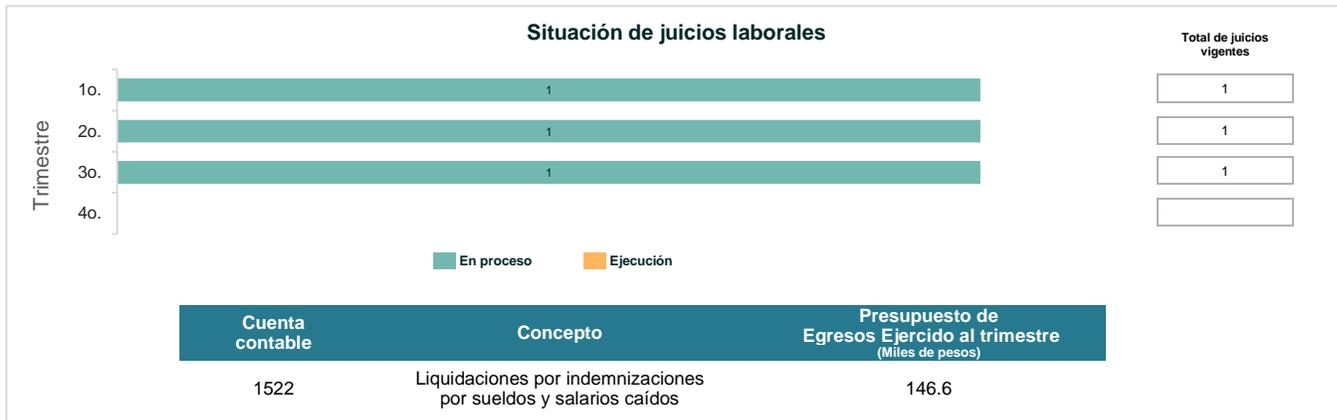 Situación de juicios laborales
Total de juicios
vigentes
Trimestre
1o.
1
1
2o.
1
1
3o.
1
1
4o.
En proceso
Ejecución
Cuenta
contable
Concepto
Presupuesto de
Egresos Ejercido al trimestre
(Miles de pesos)
1522
Liquidaciones por indemnizaciones
por sueldos y salarios caídos
146.6